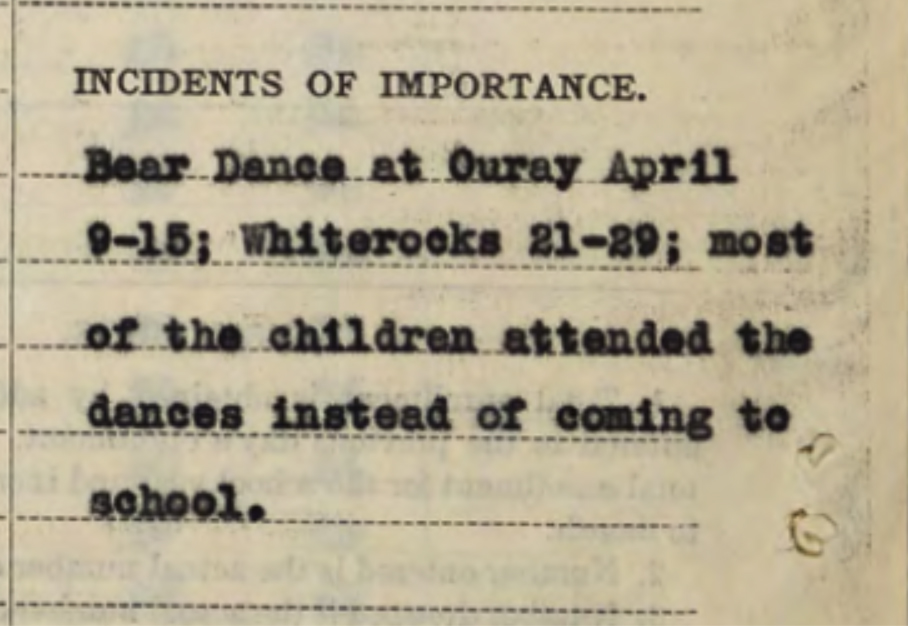 INCIDENTS OF IMPORTANCE.
Bear Dance at Ouray April
9-15; Whiterocks 21-29; most
of the children attended the
dances instead of coming to
school.